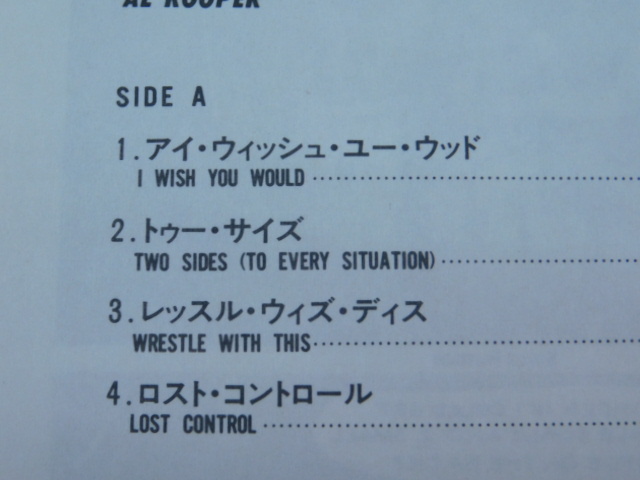 AL KOOPER
SIDE A
1.アイ・ウィッシュ・ユー・ウッド
I WISH YOU WOULD
2.トゥー・サイズ
TWO SIDES (TO EVERY SITUATION)
3.レッスル・ウィズ・ディス
WRESTLE WITH THIS
4.ロスト・コントロール
LOST CONTROL